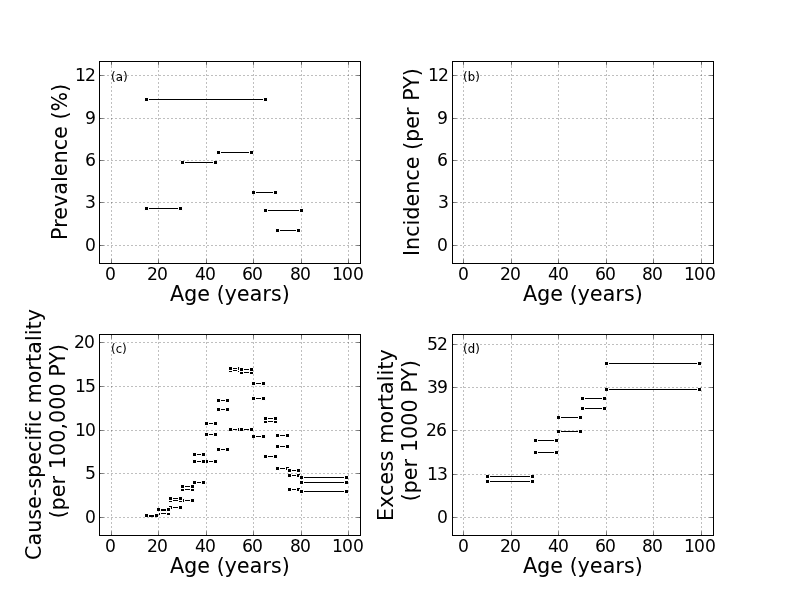 (a)
Prevalence (%)
12
9
6
3
0
0 20 40 60 80 100
Age (years)
(b)
Incidence (per PY)
12
9
6
3
0
0 20 40 60 80 100
Age (years)
(c)
Cause-specific mortality
(per 100,000 PY)
20
15
10
5
0
0 20 40 60 80 100
Age (years)
(d)
Excess mortality
(per 1000 PY)
52
39
26
13
0
0 20 40 60 80 100
Age (years)